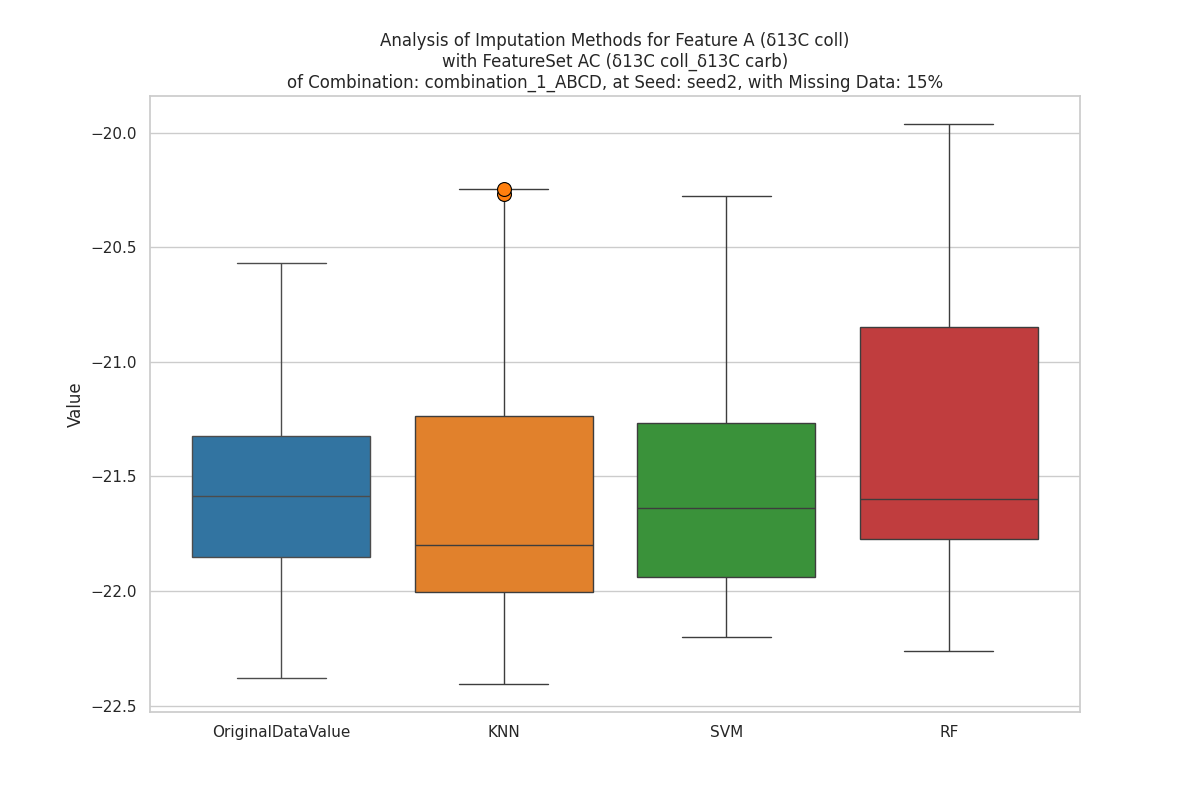 Analysis of Imputation Methods for Feature A (δ13C coll)
with FeatureSet AC (δ13C coll_δ13C carb)
of Combination: combination_1_ABCD, at Seed: seed2, with Missing Data: 15%
−20.0
−20.5
−21.0
−21.5
−22.0
−22.5
Value
OriginalDataValue
KNN
SVM
RF